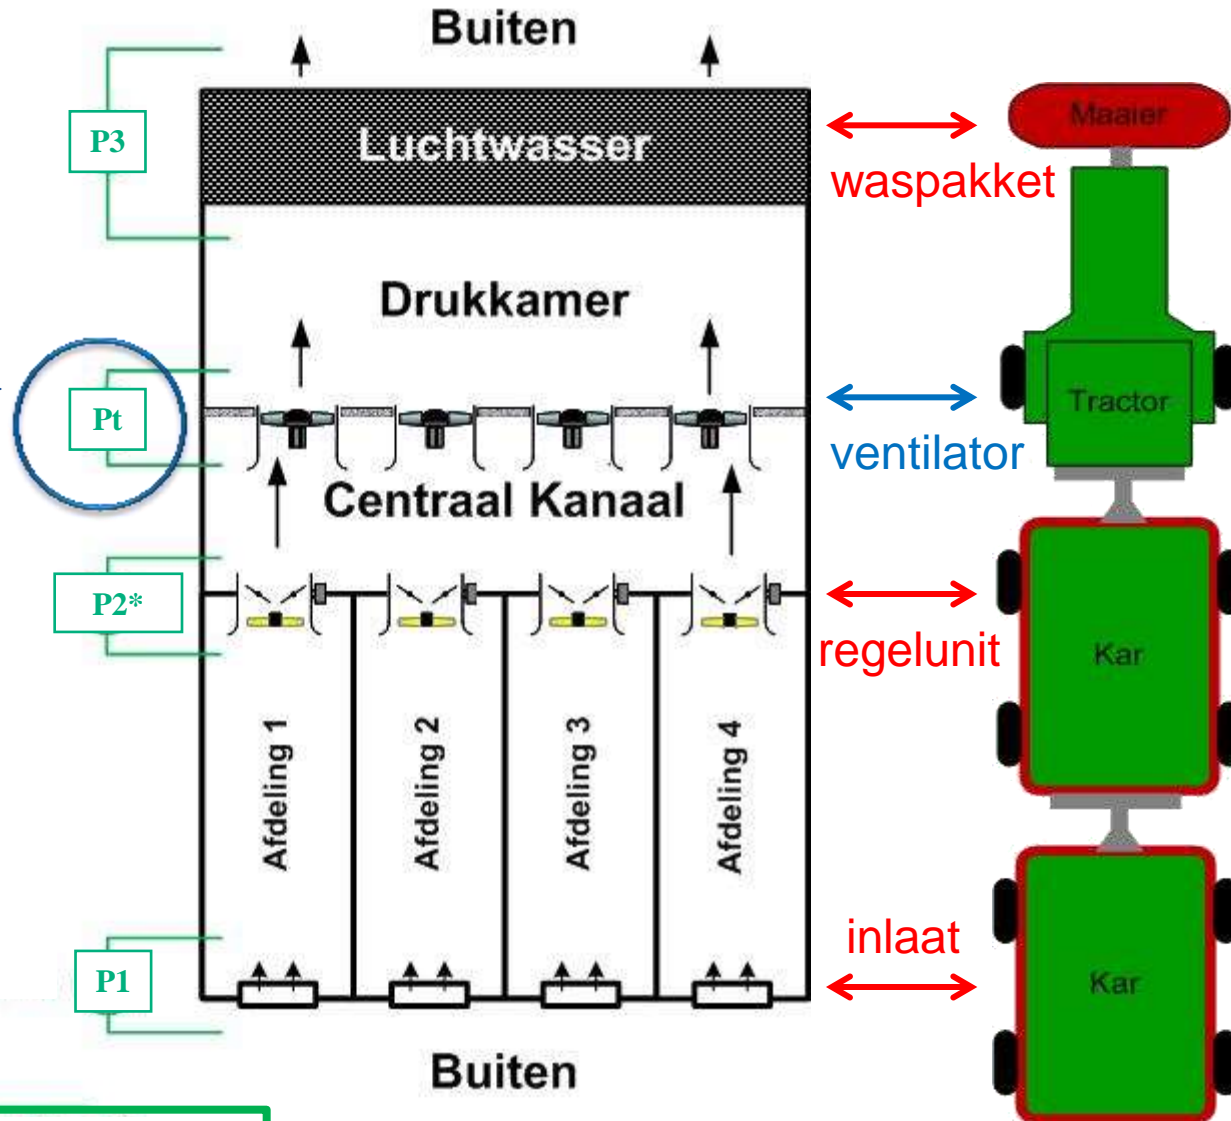 Buiten
P3
Luchtwasser
Maaier
waspakket
Drukkamer
Pt
Tractor
ventilator
Centraal Kanaal
P2*
regelunit
Kar
Afdeling 1
Afdeling 2
Afdeling 3
Afdeling 4
inlaat
P1
Kar
Buiten